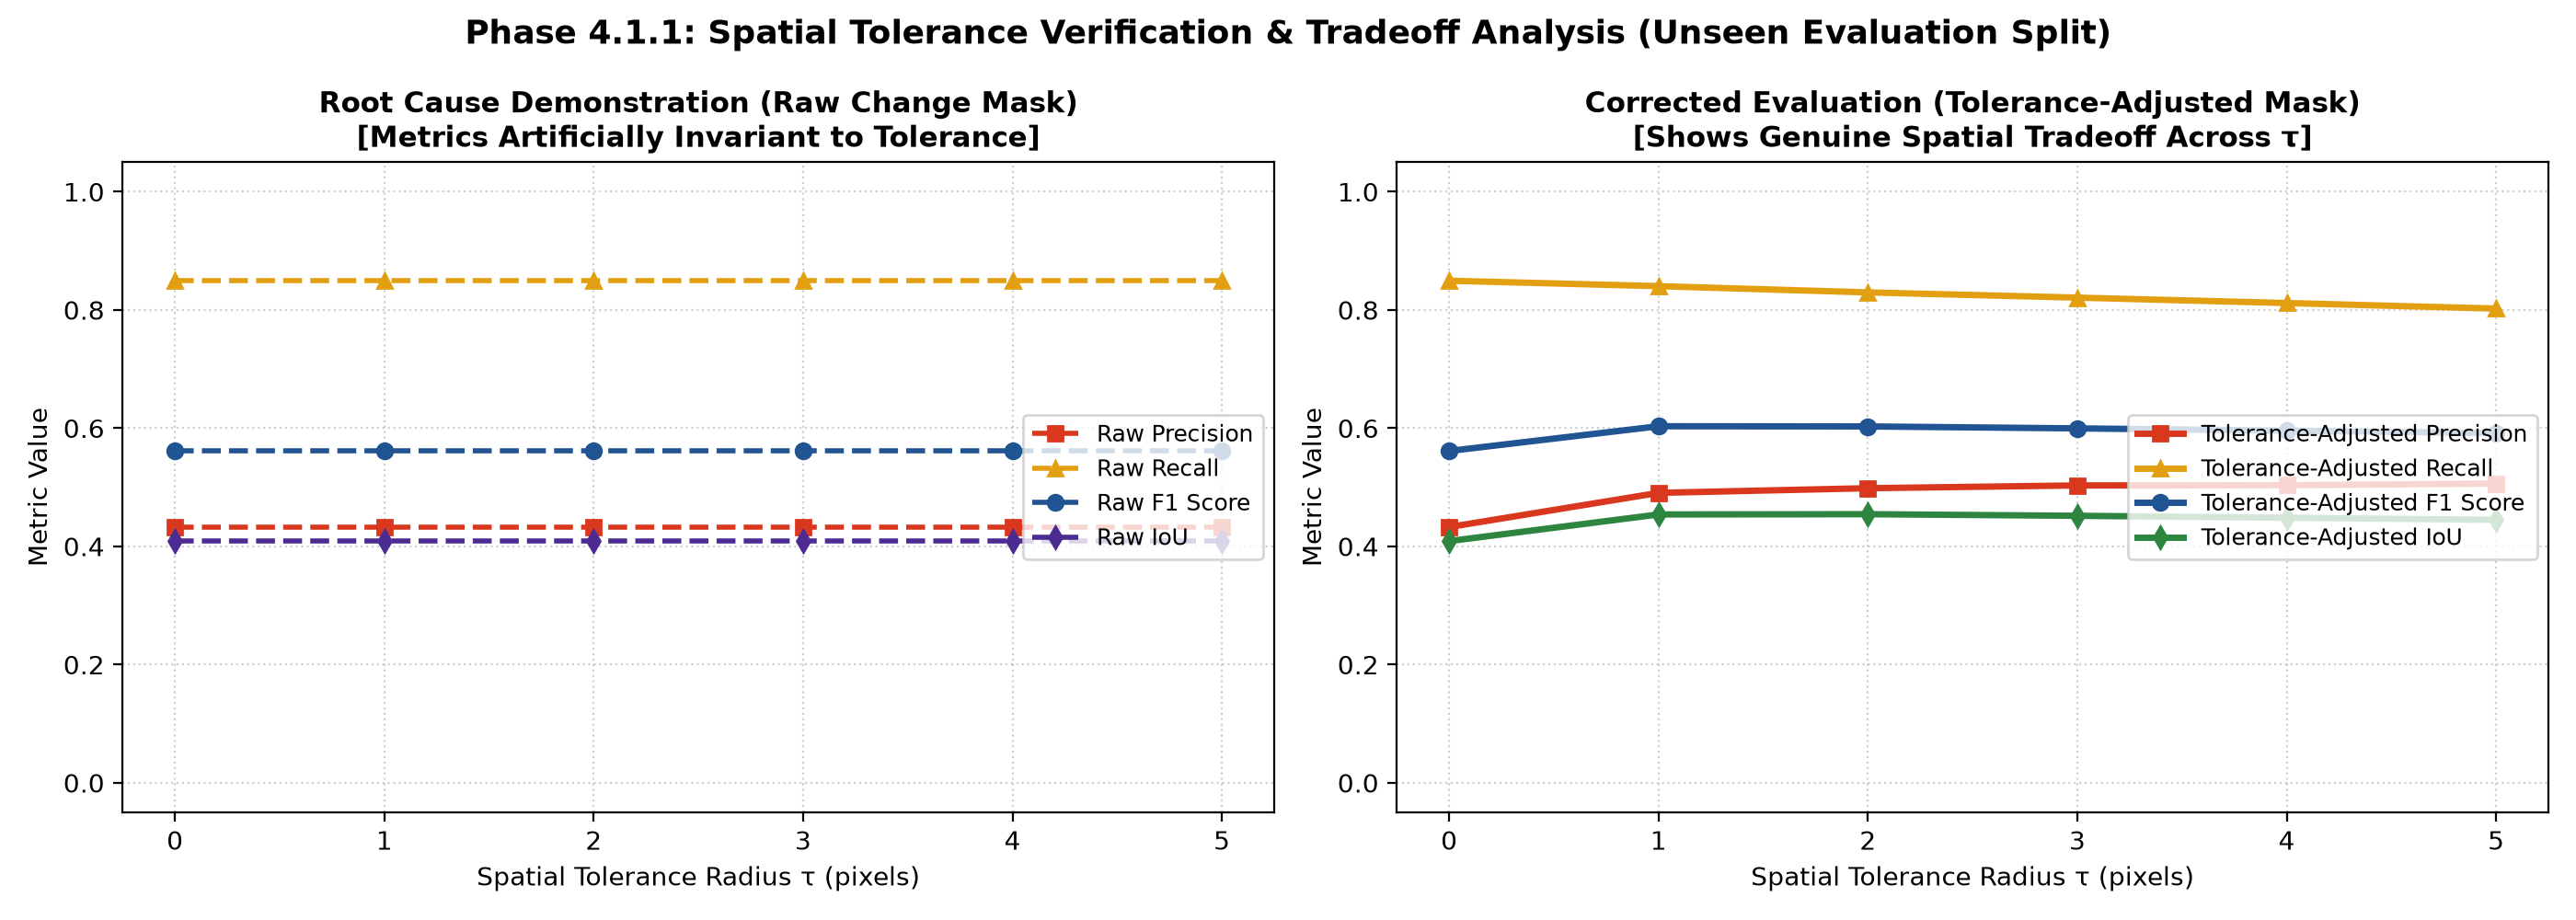 Phase 4.1.1: Spatial Tolerance Verification & Tradeoff Analysis (Unseen Evaluation Split)
Root Cause Demonstration (Raw Change Mask)
[Metrics Artificially Invariant to Tolerance]
1.0
0.8
0.6
0.4
0.2
0.0
Metric Value
Raw Precision
Raw Recall
Raw F1 Score
Raw IoU
0 1 2 3 4 5
Spatial Tolerance Radius τ (pixels)
Corrected Evaluation (Tolerance-Adjusted Mask)
[Shows Genuine Spatial Tradeoff Across τ]
1.0
0.8
0.6
0.4
0.2
0.0
Metric Value
Tolerance-Adjusted Precision
Tolerance-Adjusted Recall
Tolerance-Adjusted F1 Score
Tolerance-Adjusted IoU
0 1 2 3 4 5
Spatial Tolerance Radius τ (pixels)